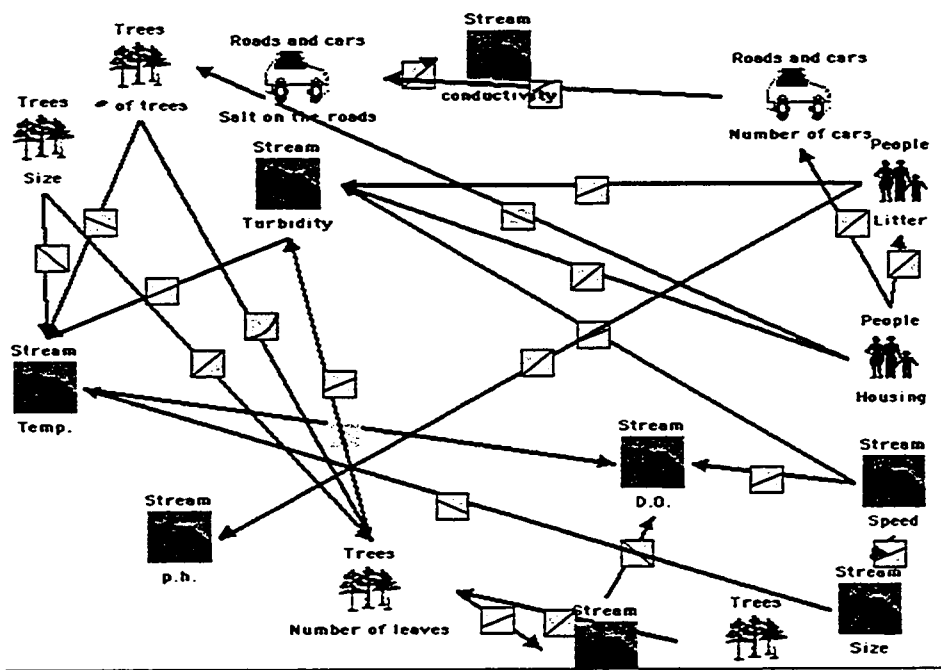 Trees
# of trees
Roads and cars
Salt on the roads
Stream
conductivity
Roads and cars
Number of cars
Trees
Size
Stream
Turbidity
People
Litter
People
Housing
Stream
Temp.
Stream
D.O.
Stream
Speed
Stream
p.h.
Trees
Number of leaves
Stream
Trees
Stream
Size